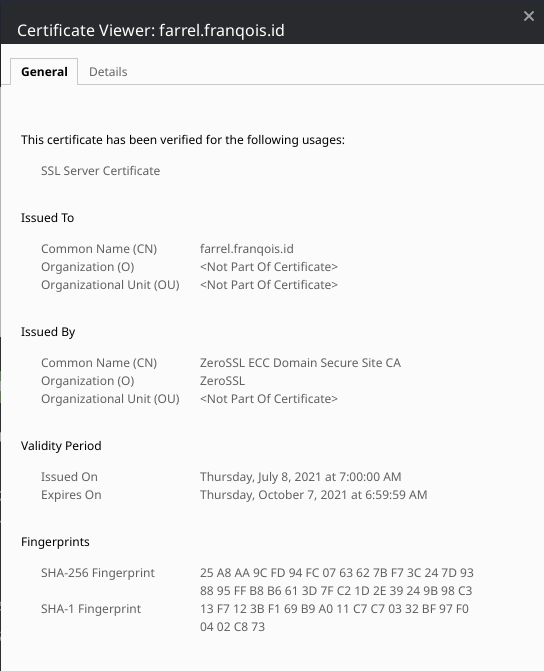 Certificate Viewer: farrel.franqois.id
General Details
This certificate has been verified for the following usages:
SSL Server Certificate
Issued To
Common Name (CN) farrel.franqois.id
Organization (O) <Not Part Of Certificate>
Organizational Unit (OU) <Not Part Of Certificate>
Issued By
Common Name (CN) ZeroSSL ECC Domain Secure Site CA
Organization (O) ZeroSSL
Organizational Unit (OU) <Not Part Of Certificate>
Validity Period
Issued On Thursday, July 8, 2021 at 7:00:00 AM
Expires On Thursday, October 7, 2021 at 6:59:59 AM
Fingerprints
SHA-256 Fingerprint 25 A8 AA 9C FD 94 FC 07 63 62 7B F7 3C 24 7D 93
88 95 FF B8 B6 61 3D 7F C2 1D 2E 39 24 9B 98 C3
SHA-1 Fingerprint 13 F7 12 3B F1 69 B9 A0 11 C7 C7 03 32 BF 97 F0
04 02 C8 73